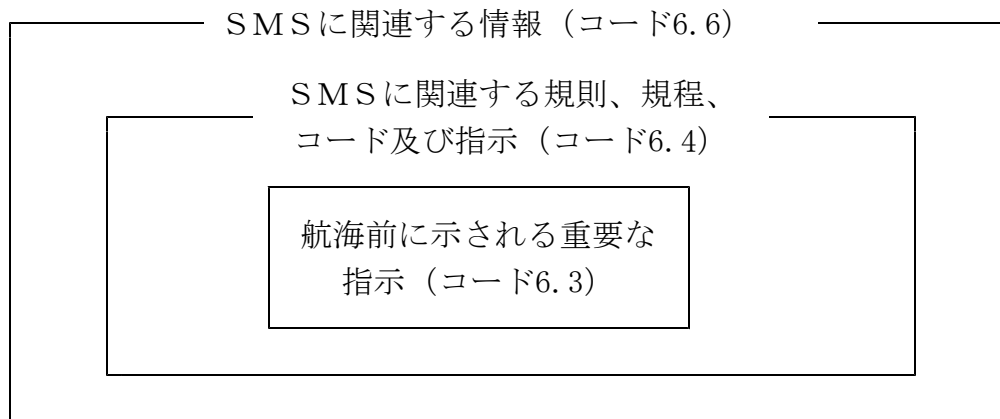 ＳＭＳに関連する情報（コード6.6）
ＳＭＳに関連する規則、規程、
コード及び指示（コード6.4）
航海前に示される重要な
指示（コード6.3）